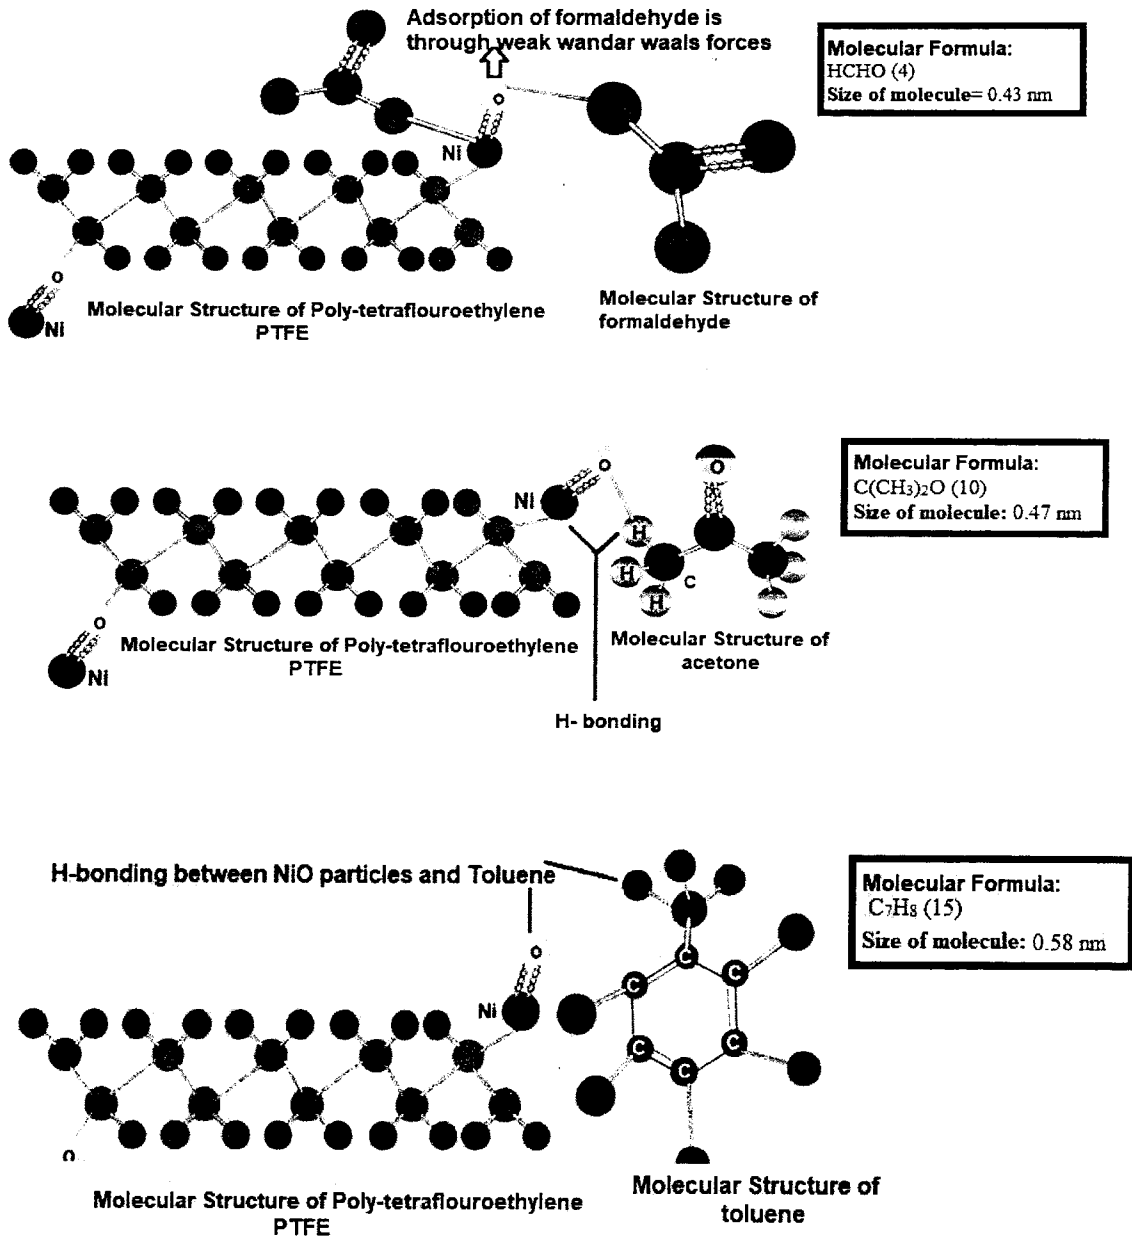 Adsorption of formaldehyde is
through weak wandar waals forces
Molecular Formula:
HCHO (4)
Size of molecule= 0.43 nm
O
Ni
O
Ni
Molecular Structure of Poly-tetraflouroethylene
PTFE
Molecular Structure of
formaldehyde
Molecular Formula:
C(CH3)₂O (10)
Size of molecule: 0.47 nm
O
O
Ni
H
H
C
H
O
Ni
Molecular Structure of Poly-tetraflouroethylene
PTFE
Molecular Structure of
acetone
H- bonding
H-bonding between NiO particles and Toluene
Molecular Formula:
C₇H₈ (15)
Size of molecule: 0.58 nm
O
Ni
C
C
C
C
C
C
O
Molecular Structure of Poly-tetraflouroethylene
PTFE
Molecular Structure of
toluene